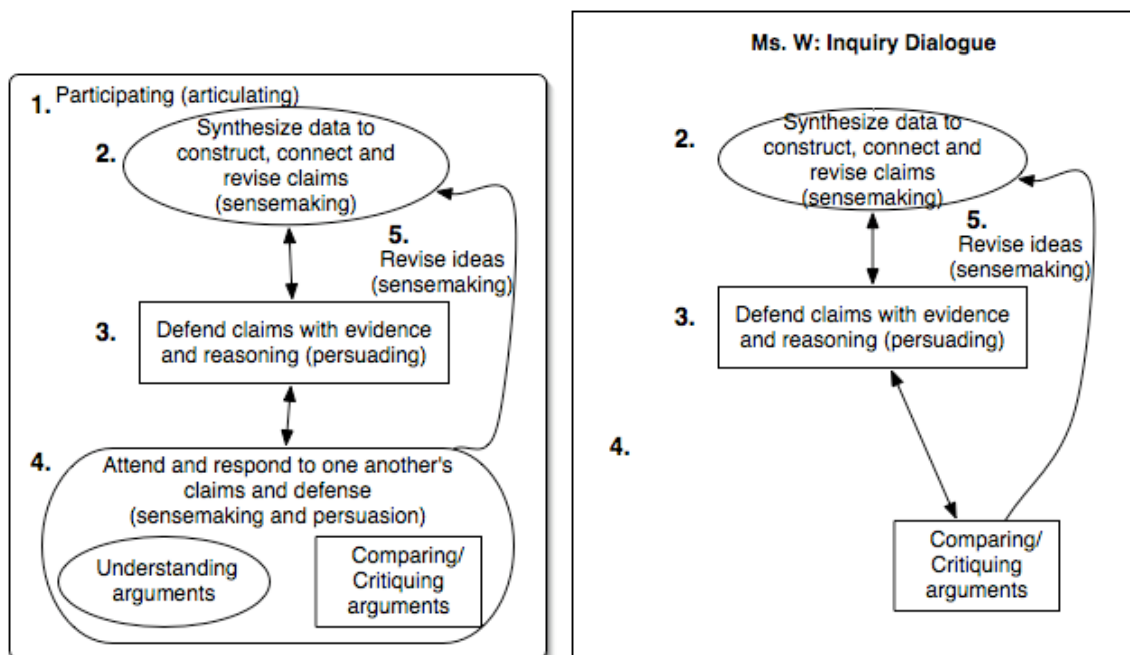 1. Participating (articulating)
2. Synthesize data to
construct, connect and
revise claims
(sensemaking)
5.
Revise ideas
(sensemaking)
3. Defend claims with evidence
and reasoning (persuading)
4. Attend and respond to one another's
claims and defense
(sensemaking and persuasion)
Understanding
arguments
Comparing/
Critiquing
arguments
Ms. W: Inquiry Dialogue
2. Synthesize data to
construct, connect and
revise claims
(sensemaking)
5.
Revise ideas
(sensemaking)
3. Defend claims with evidence
and reasoning (persuading)
4.
Comparing/
Critiquing
arguments